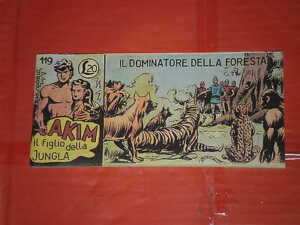 119
£20
IL DOMINATORE DELLA FORESTA
AKIM
il figlio della
JUNGLA